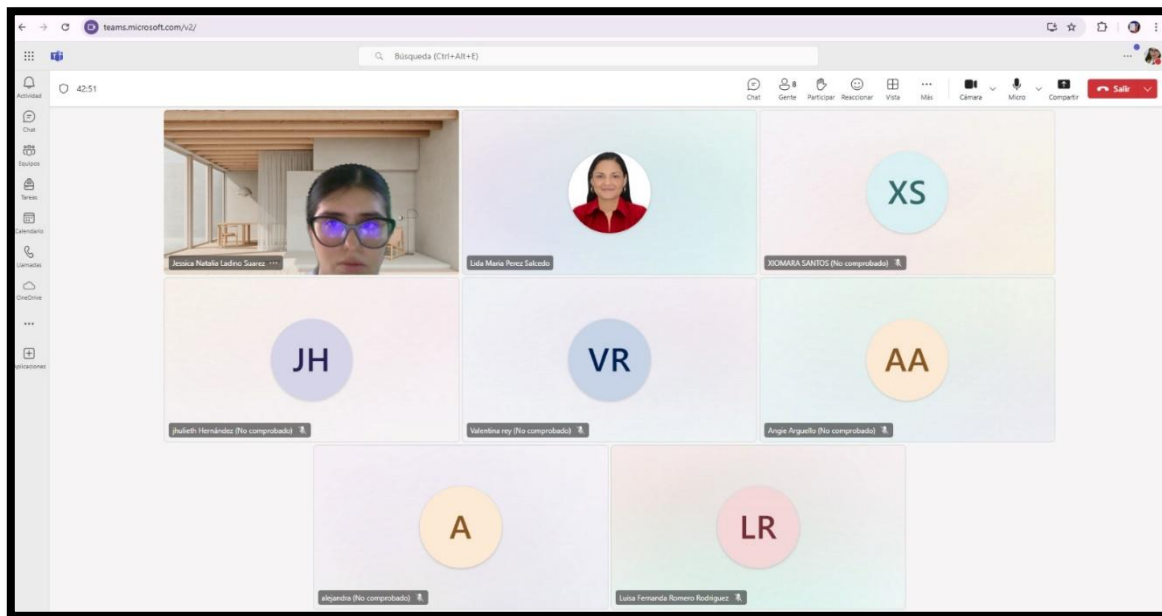 teams.microsoft.com/v2/
Búsqueda (Ctrl+Alt+E)
Actividad
Chat
Equipos
Tareas
Calendario
Llamadas
OneDrive
Aplicaciones
42:51
Chat
8
Gente
Participar
Reaccionar
Vista
Más
Cámara
Micro
Compartir
Salir
Jessica Natalia Ladino Suarez
Lida Maria Perez Salcedo
XS
XIOMARA SANTOS (No comprobado)
JH
jhulieth Hernández (No comprobado)
VR
Valentina rey (No comprobado)
AA
Angie Arguello (No comprobado)
A
alejandra (No comprobado)
LR
Luisa Fernanda Romero Rodriguez